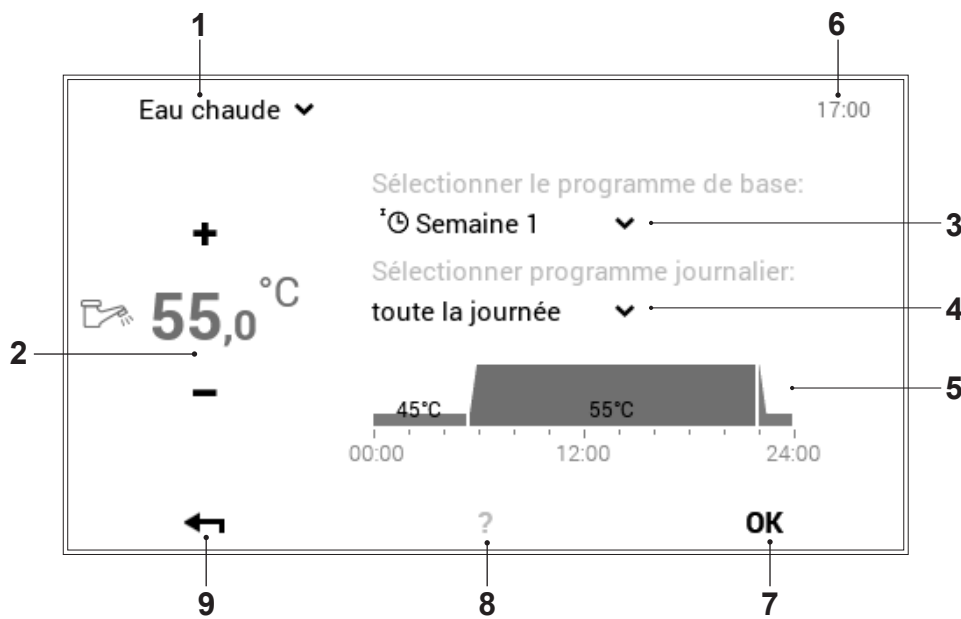 1 6
Eau chaude 17:00
Sélectionner le programme de base:
Semaine 1 3
+
Sélectionner programme journalier:
55,0 °C toute la journée 4
2
− 45°C 55°C 5
00:00 12:00 24:00
? OK
9 8 7